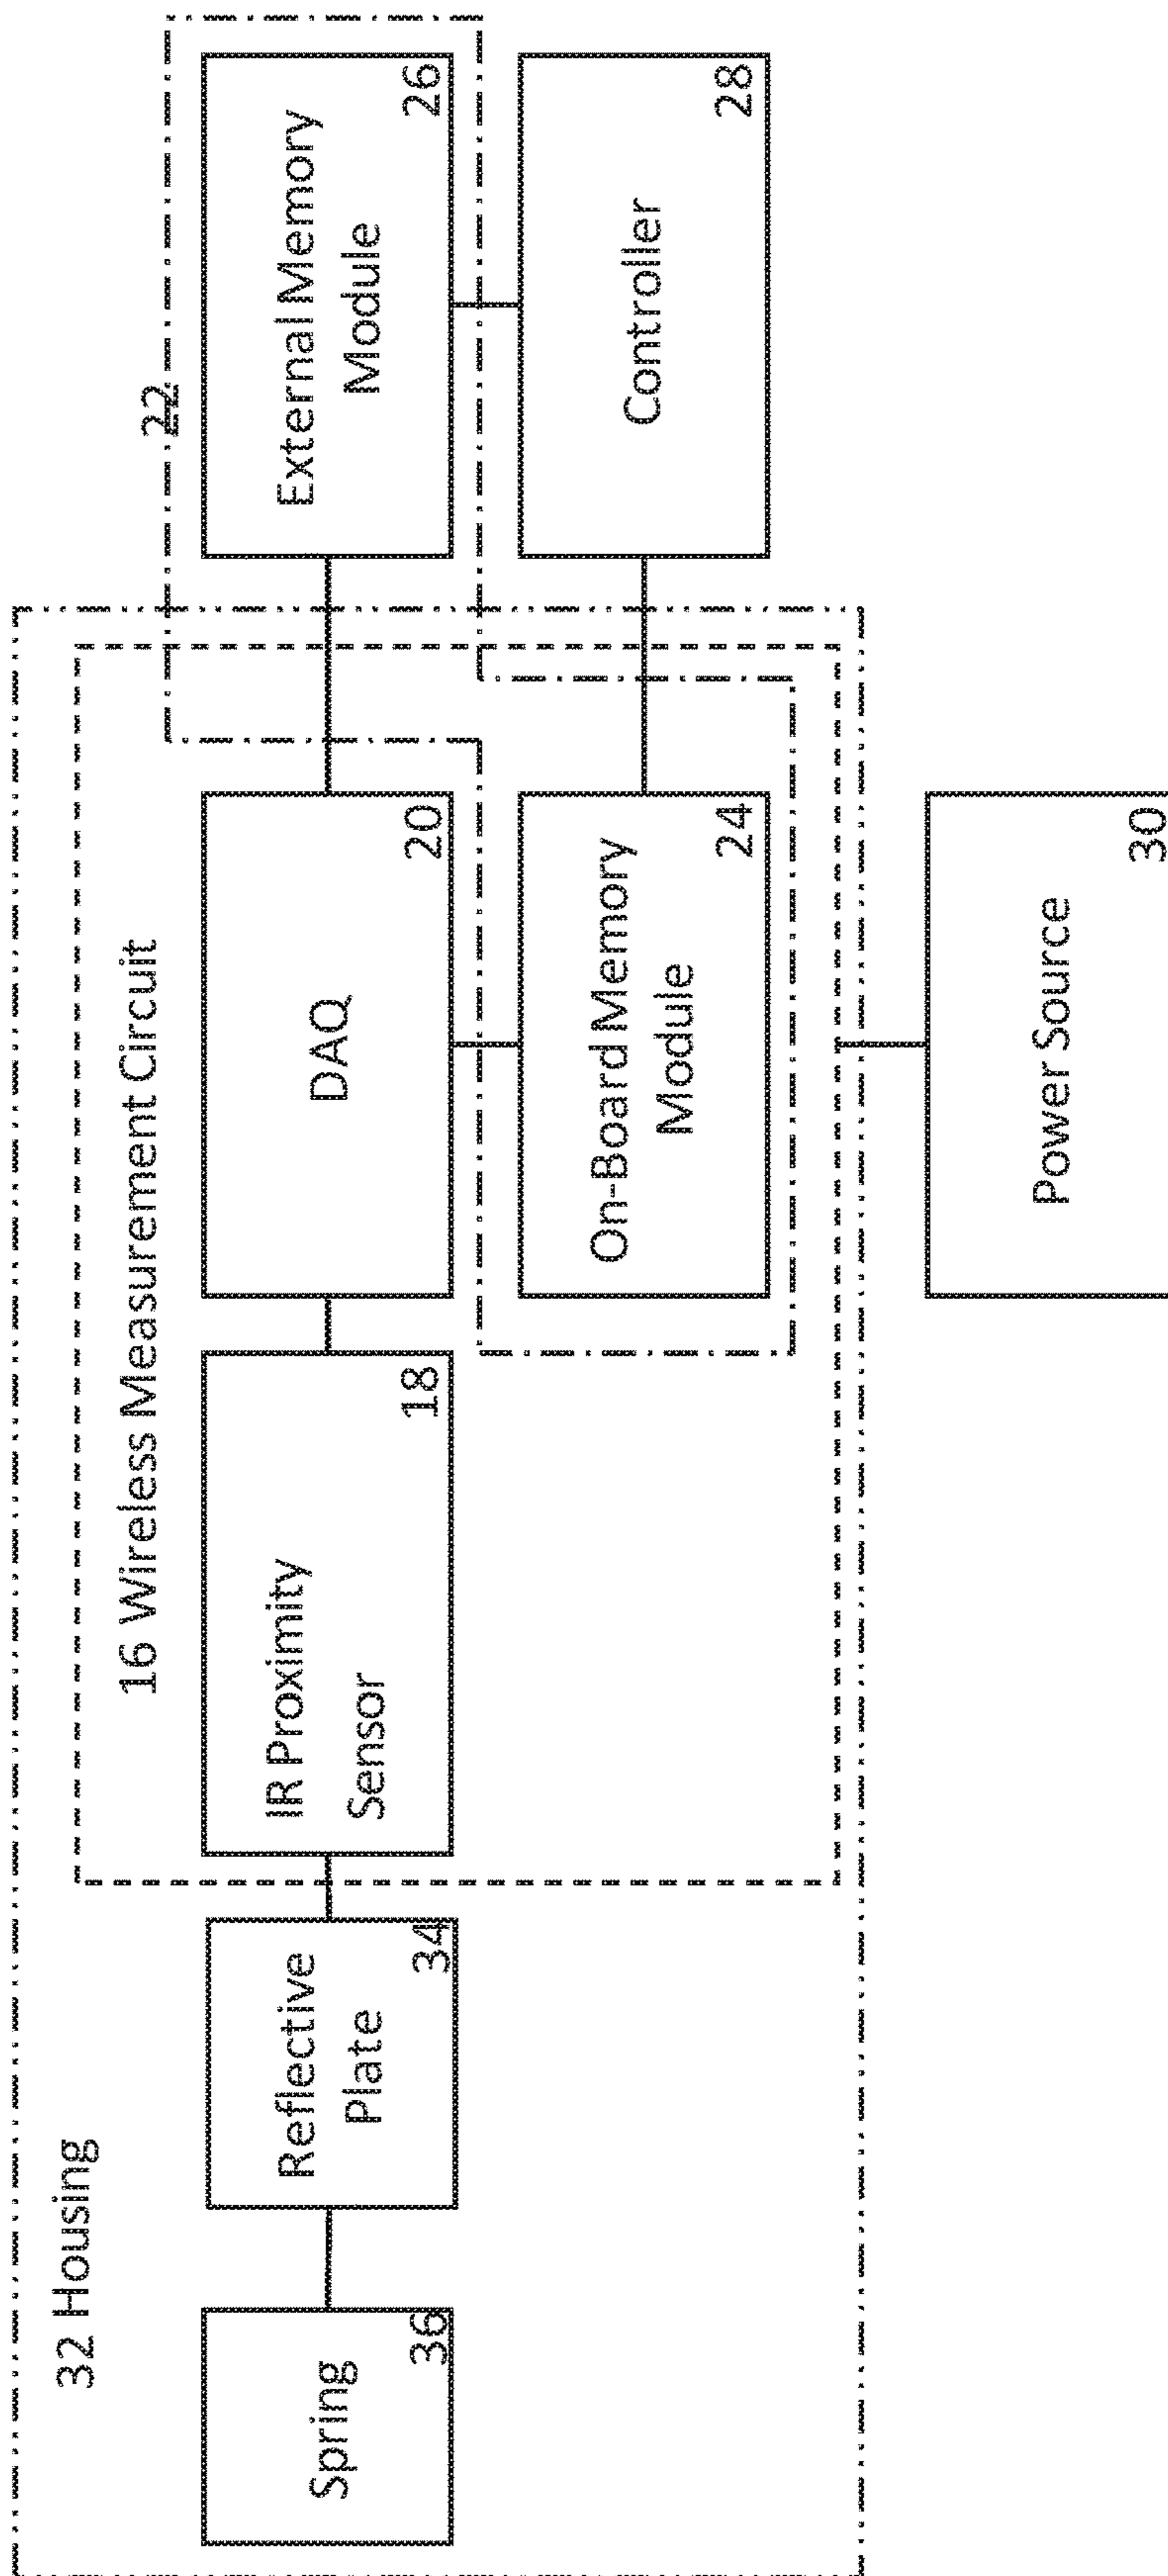 32 Housing
16 Wireless Measurement Circuit
22
Spring
36
Reflective
Plate
34
IR Proximity
Sensor
18
DAQ
20
External Memory
Module
26
On-Board Memory
Module
24
Controller
28
Power Source
30